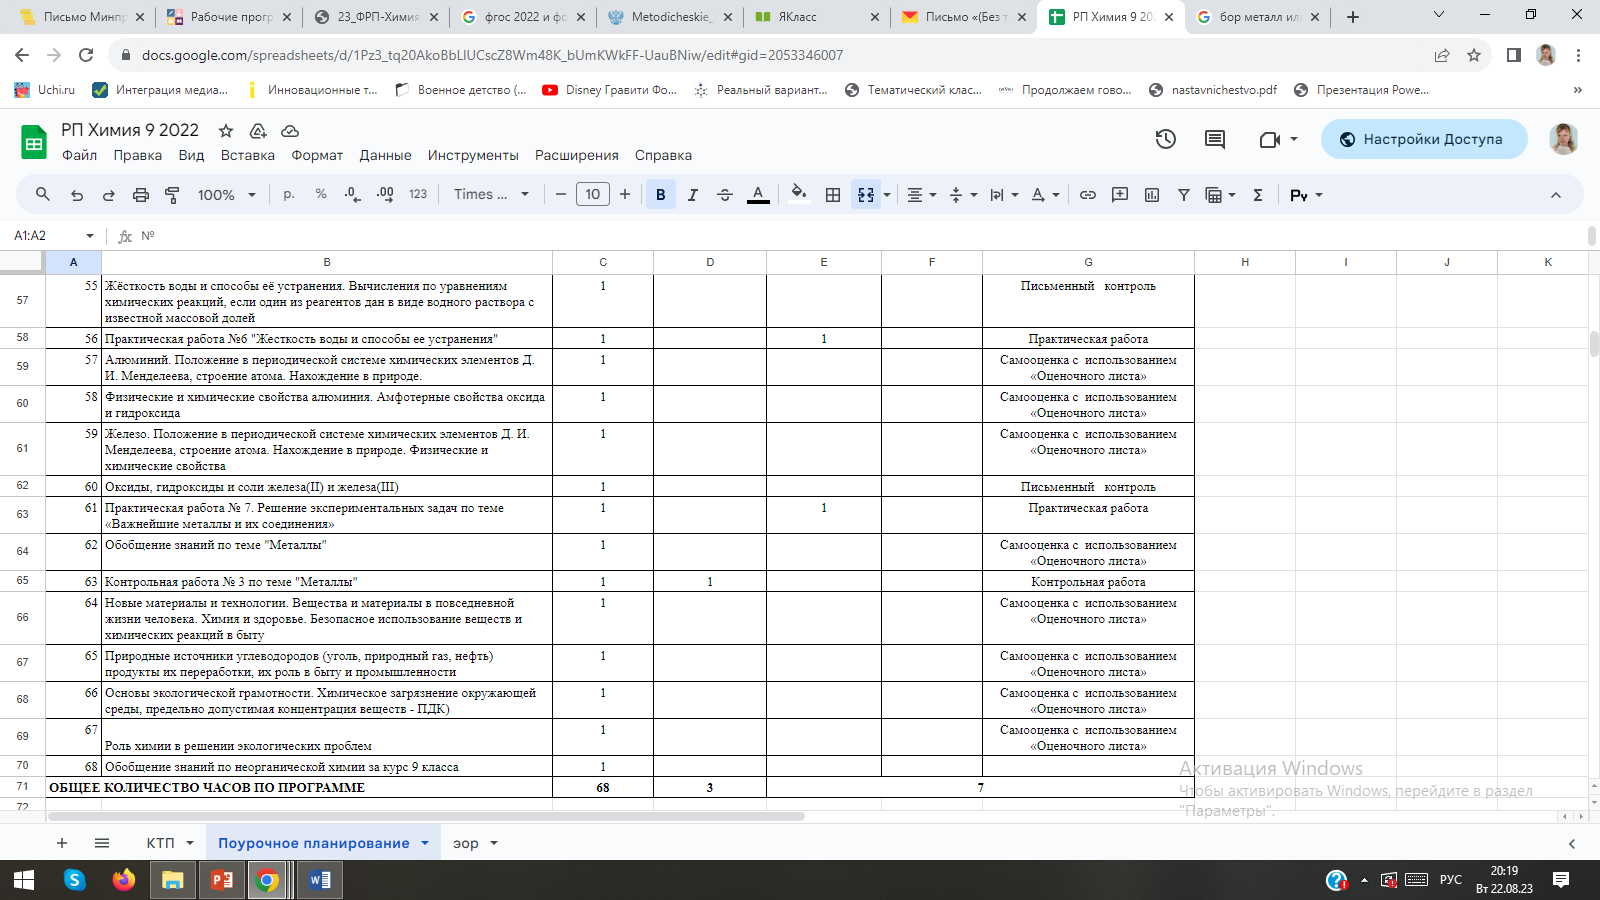 Письмо Минпр
Рабочие прогр
23_ФРП-Химия
фгос 2022 и фо
Metodicheskie_
ЯКласс
Письмо «(Без т
РП Химия 9 202
бор металл ил
docs.google.com/spreadsheets/d/1Pz3_tq20AkoBbLlUCscZ8Wm48K_bUmKWkFF-UauBNiw/edit#gid=2053346007
Uchi.ru
Интеграция медиа...
Инновационные т...
Военное детство (...
Disney Гравити Фо...
Реальный вариант...
Тематический клас...
Продолжаем гово...
nastavnichestvo.pdf
Презентация Powe...
»
РП Химия 9 2022
Файл Правка Вид Вставка Формат Данные Инструменты Расширения Справка
Настройки Доступа
100% р. % .0 .00 123 Times ... − 10 + B I A Σ Ру
A1:A2 fx №
A B C D E F G H I J K
57 55 Жёсткость воды и способы её устранения. Вычисления по уравнениям 1 Письменный контроль
химических реакций, если один из реагентов дан в виде водного раствора с
известной массовой долей
58 56 Практическая работа №6 "Жесткость воды и способы ее устранения" 1 1 Практическая работа
59 57 Алюминий. Положение в периодической системе химических элементов Д. 1 Самооценка с использованием
И. Менделеева, строение атома. Нахождение в природе. «Оценочного листа»
60 58 Физические и химические свойства алюминия. Амфотерные свойства оксида 1 Самооценка с использованием
и гидроксида «Оценочного листа»
61 59 Железо. Положение в периодической системе химических элементов Д. И. 1 Самооценка с использованием
Менделеева, строение атома. Нахождение в природе. Физические и «Оценочного листа»
химические свойства
62 60 Оксиды, гидроксиды и соли железа(II) и железа(III) 1 Письменный контроль
63 61 Практическая работа № 7. Решение экспериментальных задач по теме 1 1 Практическая работа
«Важнейшие металлы и их соединения»
64 62 Обобщение знаний по теме "Металлы" 1 Самооценка с использованием
«Оценочного листа»
65 63 Контрольная работа № 3 по теме "Металлы" 1 1 Контрольная работа
66 64 Новые материалы и технологии. Вещества и материалы в повседневной 1 Самооценка с использованием
жизни человека. Химия и здоровье. Безопасное использование веществ и «Оценочного листа»
химических реакций в быту
67 65 Природные источники углеводородов (уголь, природный газ, нефть) 1 Самооценка с использованием
продукты их переработки, их роль в быту и промышленности «Оценочного листа»
68 66 Основы экологической грамотности. Химическое загрязнение окружающей 1 Самооценка с использованием
среды, предельно допустимая концентрация веществ - ПДК) «Оценочного листа»
69 67 1 Самооценка с использованием
Роль химии в решении экологических проблем «Оценочного листа»
70 68 Обобщение знаний по неорганической химии за курс 9 класса 1
71 ОБЩЕЕ КОЛИЧЕСТВО ЧАСОВ ПО ПРОГРАММЕ 68 3 7
72
Активация Windows
Чтобы активировать Windows, перейдите в раздел
"Параметры".
КТП Поурочное планирование эор
РУС
20:19
Вт 22.08.23